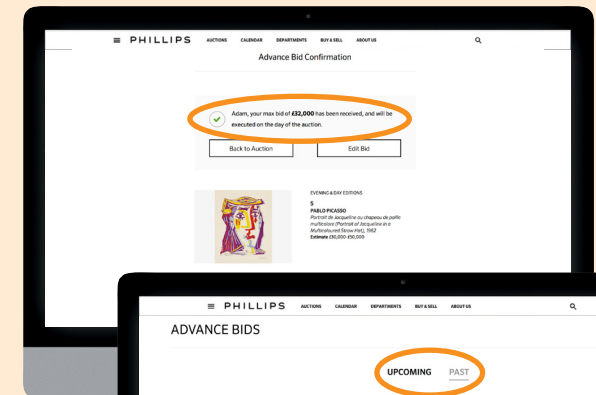 PHILLIPS AUCTIONS CALENDAR DEPARTMENTS BUY & SELL ABOUT US
Advance Bid Confirmation
Adam, your max bid of £32,000 has been received, and will be
executed on the day of the auction.
Back to Auction Edit Bid
EVENING & DAY EDITIONS
5
PABLO PICASSO
Portrait de Jacqueline au chapeau de paille
multicolore (Portrait of Jacqueline in a
Multicoloured Straw Hat), 1962
Estimate £30,000-£50,000
PHILLIPS AUCTIONS CALENDAR DEPARTMENTS BUY & SELL ABOUT US
ADVANCE BIDS
UPCOMING PAST